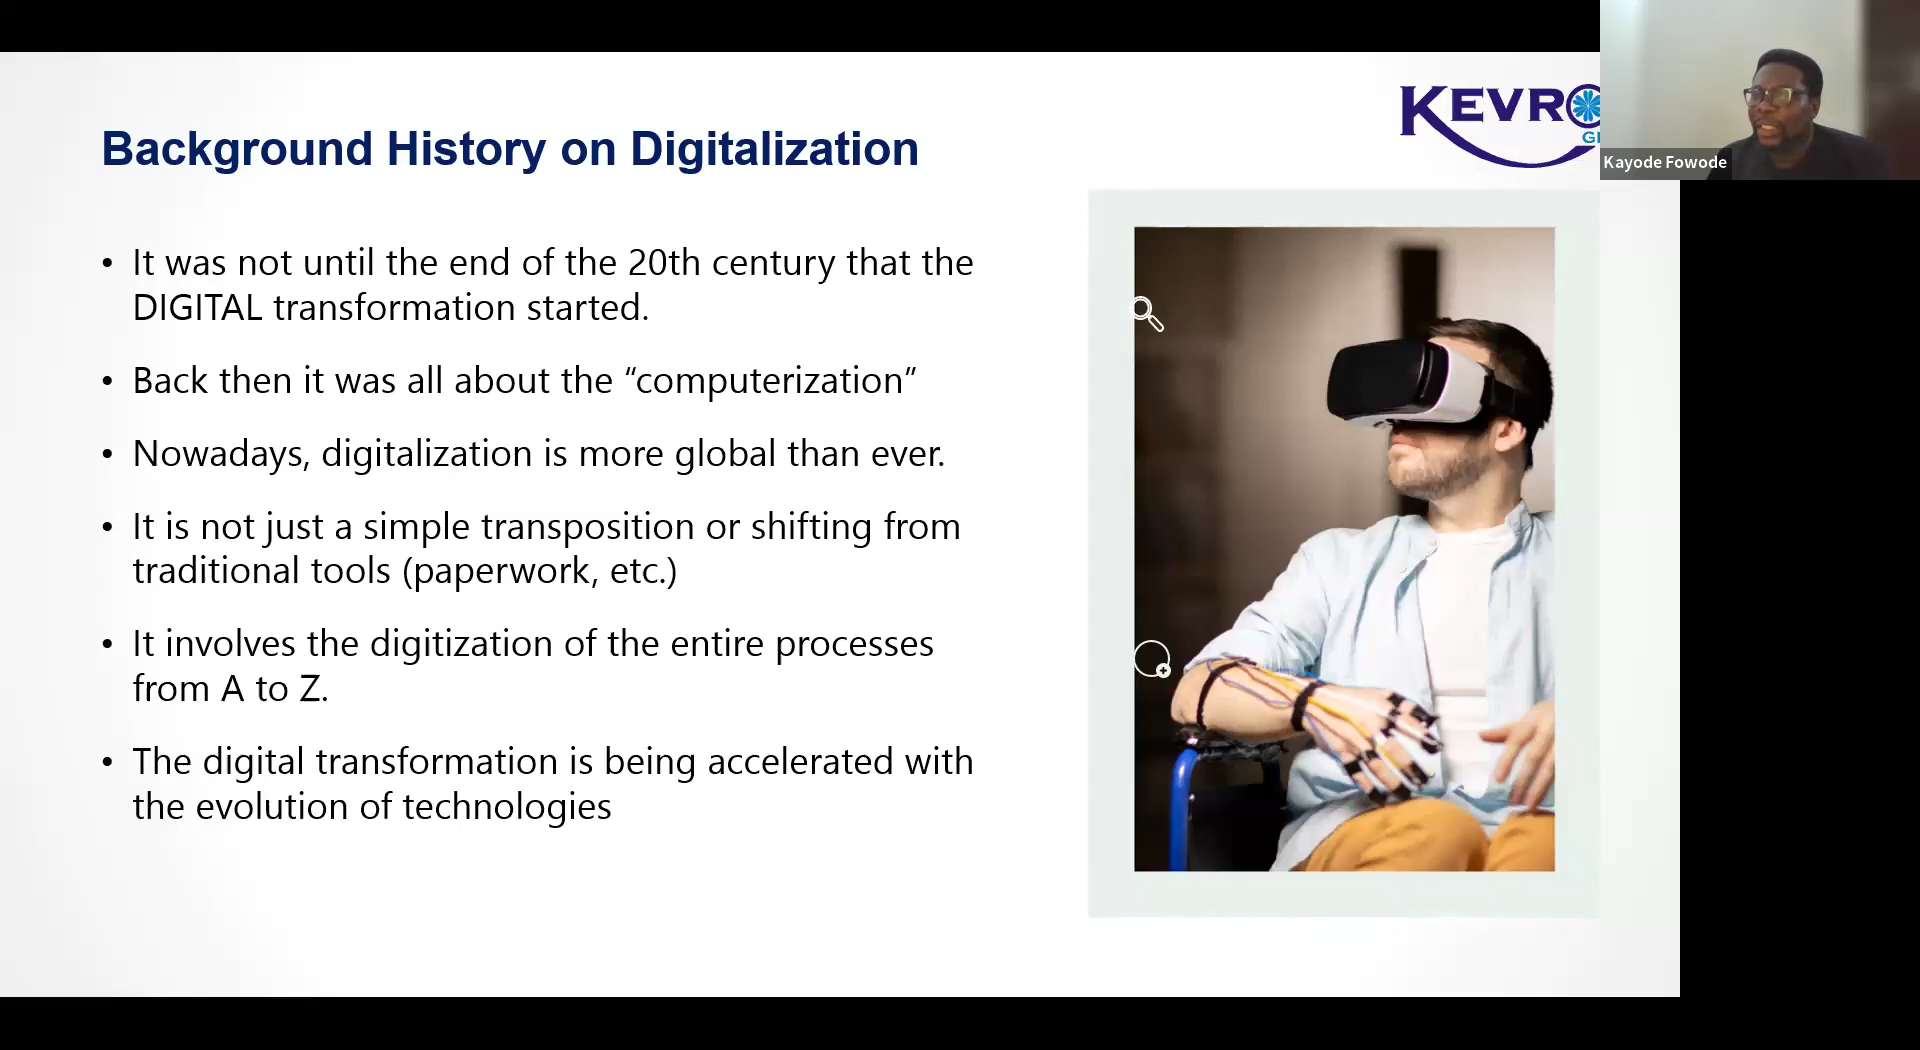 Background History on Digitalization
• It was not until the end of the 20th century that the
DIGITAL transformation started.
• Back then it was all about the “computerization”
• Nowadays, digitalization is more global than ever.
• It is not just a simple transposition or shifting from
traditional tools (paperwork, etc.)
• It involves the digitization of the entire processes
from A to Z.
• The digital transformation is being accelerated with
the evolution of technologies
Kayode Fowode